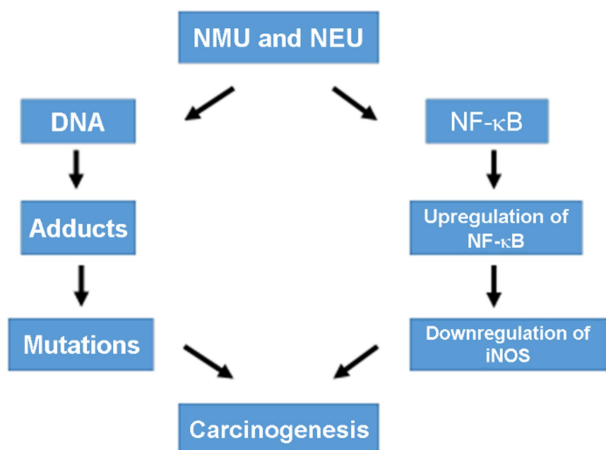 NMU and NEU
DNA
NF-κB
Adducts
Upregulation of
NF-κB
Mutations
Downregulation of
iNOS
Carcinogenesis